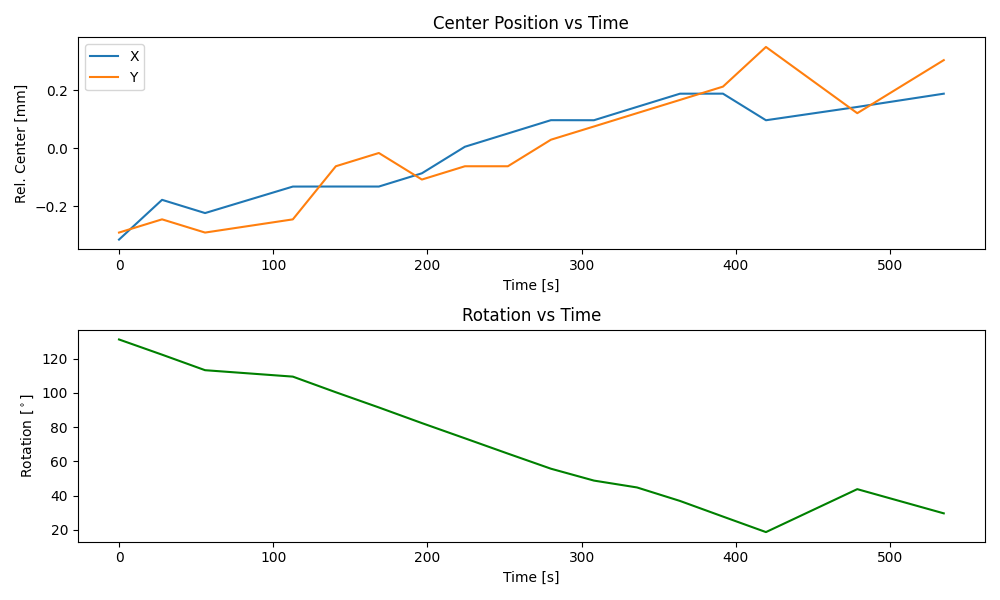 Center Position vs Time
X
Y
Rel. Center [mm]
0.2
0.0
−0.2
0 100 200 300 400 500
Time [s]
Rotation vs Time
Rotation [°]
120
100
80
60
40
20
0 100 200 300 400 500
Time [s]